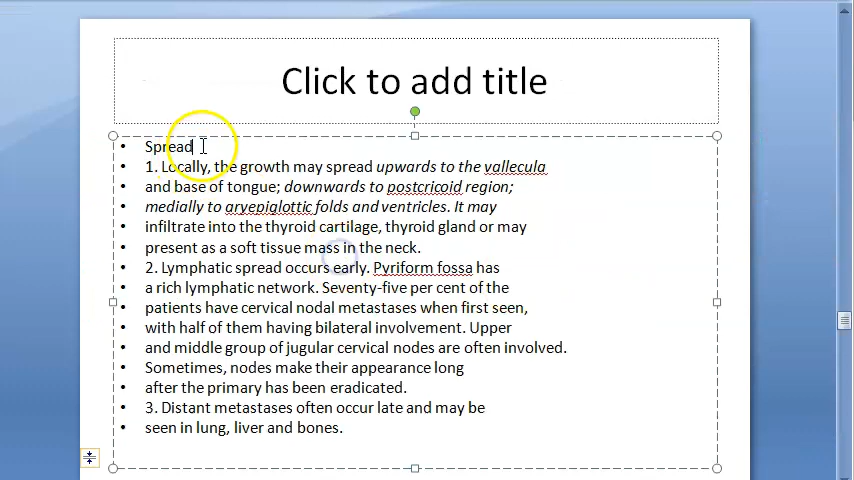 Click to add title
• Spread
• 1. Locally, the growth may spread upwards to the vallecula
• and base of tongue; downwards to postcricoid region;
• medially to aryepiglottic folds and ventricles. It may
• infiltrate into the thyroid cartilage, thyroid gland or may
• present as a soft tissue mass in the neck.
• 2. Lymphatic spread occurs early. Pyriform fossa has
• a rich lymphatic network. Seventy-five per cent of the
• patients have cervical nodal metastases when first seen,
• with half of them having bilateral involvement. Upper
• and middle group of jugular cervical nodes are often involved.
• Sometimes, nodes make their appearance long
• after the primary has been eradicated.
• 3. Distant metastases often occur late and may be
• seen in lung, liver and bones.